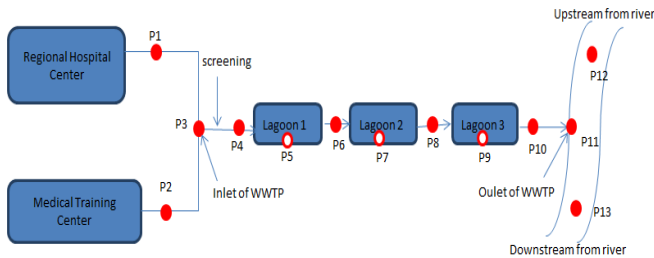 Upstream from river
P1
Regional Hospital
Center
screening
P12
P3
Lagoon 1
Lagoon 2
Lagoon 3
P4
P5
P6
P7
P8
P9
P10
P11
P2
Inlet of WWTP
Oulet of WWTP
Medical Training
Center
P13
Downstream from river